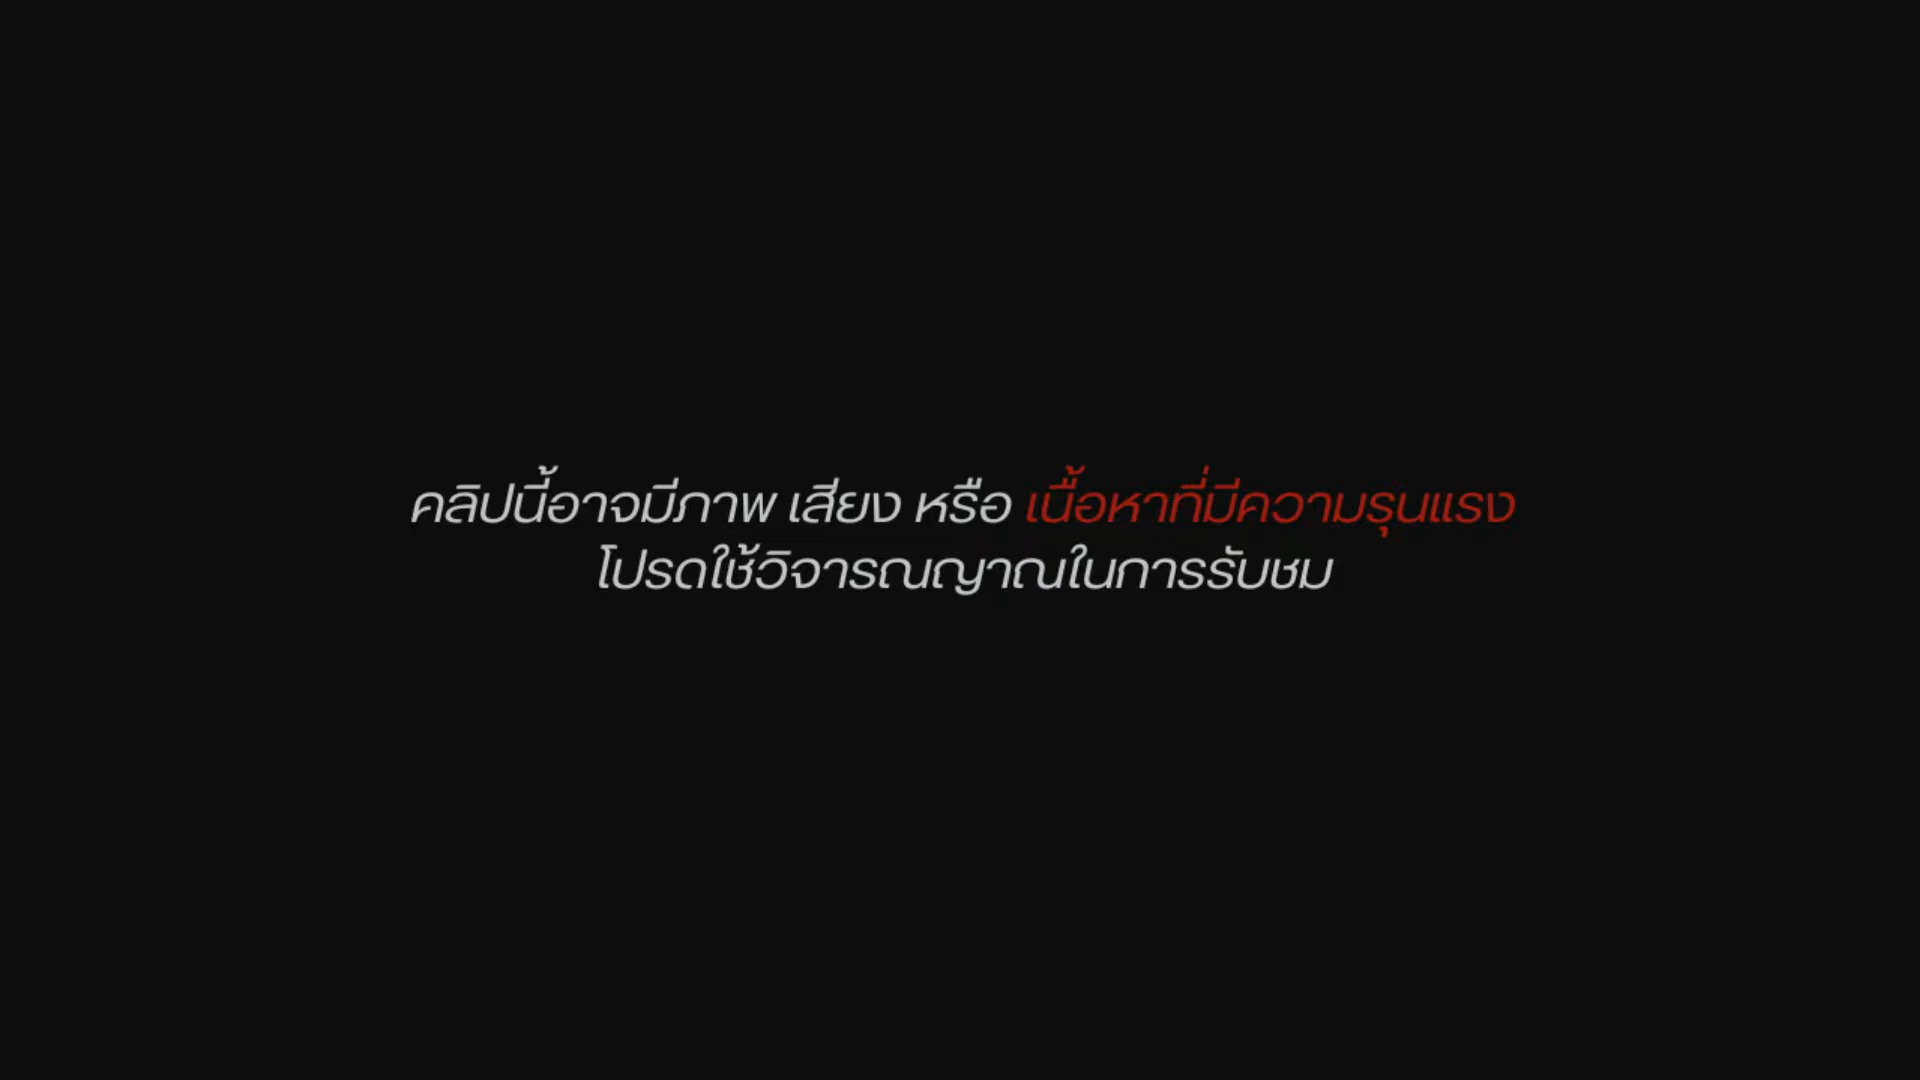 คลิปนี้อาจมีภาพ เสียง หรือ เนื้อหาที่มีความรุนแรง
โปรดใช้วิจารณญาณในการรับชม